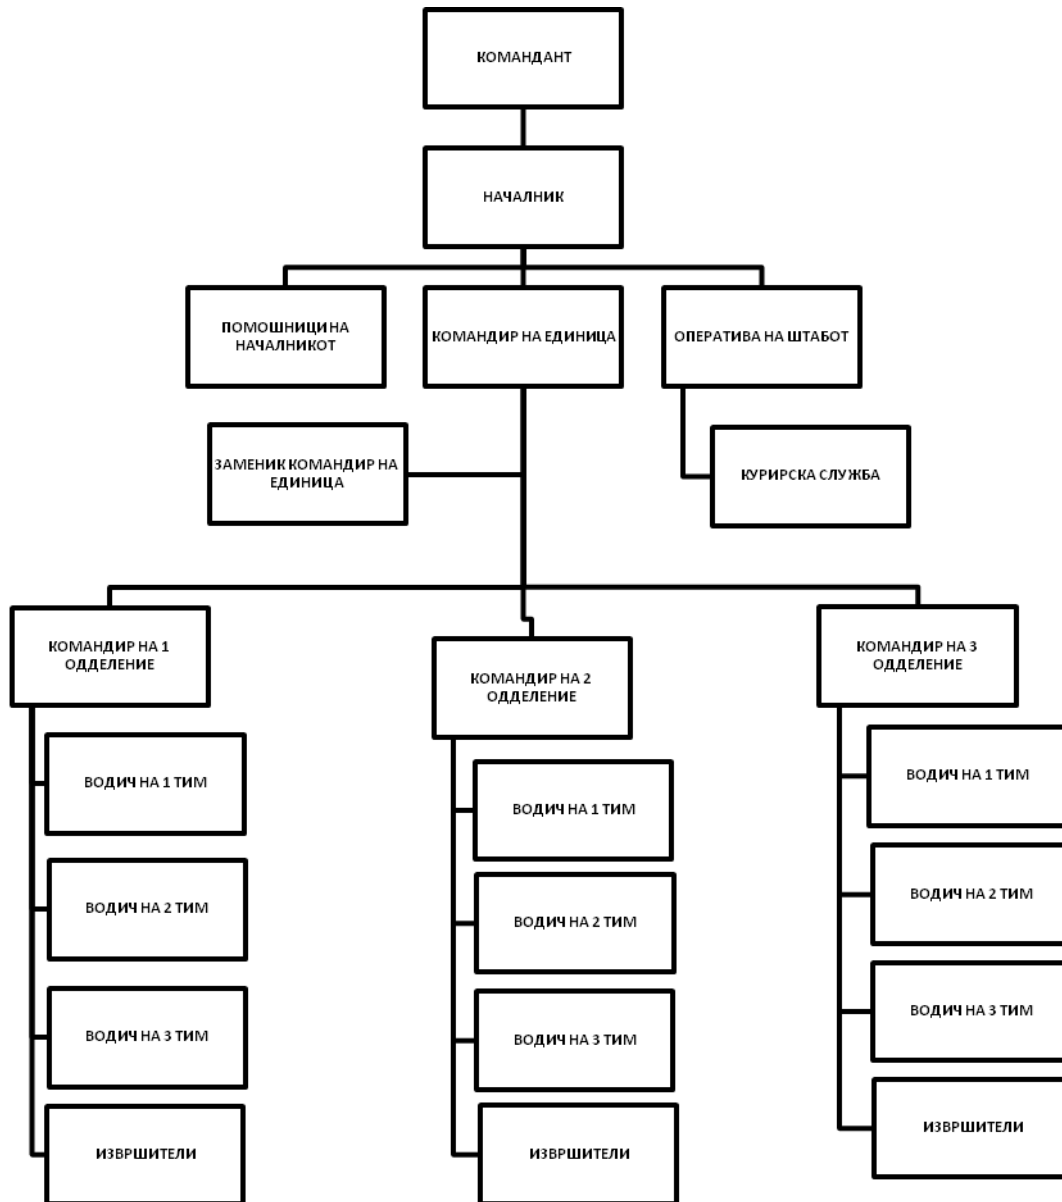 КОМАНДАНТ
НАЧАЛНИК
ПОМОШНИЦИ НА
НАЧАЛНИКОТ
КОМАНДИР НА ЕДИНИЦА
ОПЕРАТИВА НА ШТАБОТ
ЗАМЕНИК КОМАНДИР НА
ЕДИНИЦА
КУРИРСКА СЛУЖБА
КОМАНДИР НА 1
ОДДЕЛЕНИЕ
ВОДИЧ НА 1 ТИМ
ВОДИЧ НА 2 ТИМ
ВОДИЧ НА 3 ТИМ
ИЗВРШИТЕЛИ
КОМАНДИР НА 2
ОДДЕЛЕНИЕ
ВОДИЧ НА 1 ТИМ
ВОДИЧ НА 2 ТИМ
ВОДИЧ НА 3 ТИМ
ИЗВРШИТЕЛИ
КОМАНДИР НА 3
ОДДЕЛЕНИЕ
ВОДИЧ НА 1 ТИМ
ВОДИЧ НА 2 ТИМ
ВОДИЧ НА 3 ТИМ
ИЗВРШИТЕЛИ